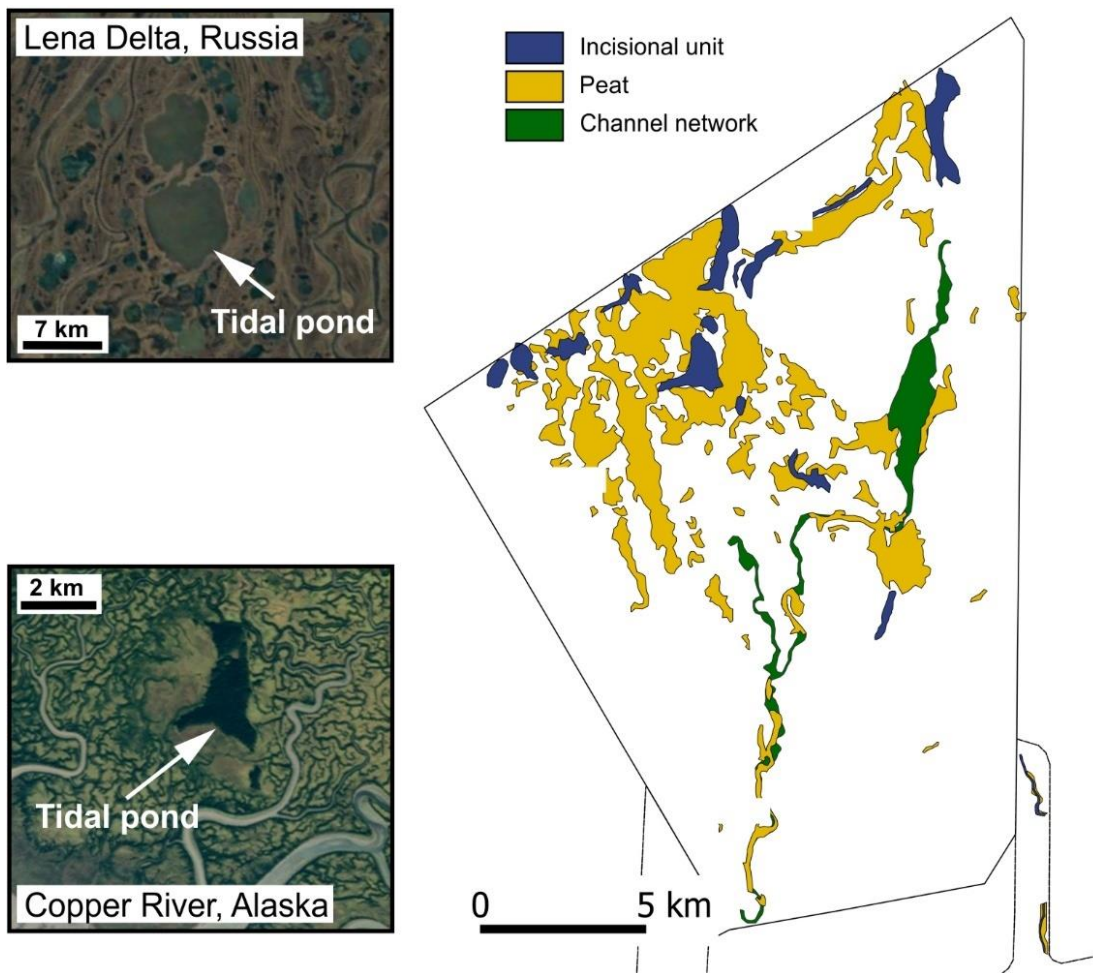 Lena Delta, Russia
Tidal pond
7 km
Incisional unit
Peat
Channel network
2 km
Tidal pond
Copper River, Alaska
0 5 km